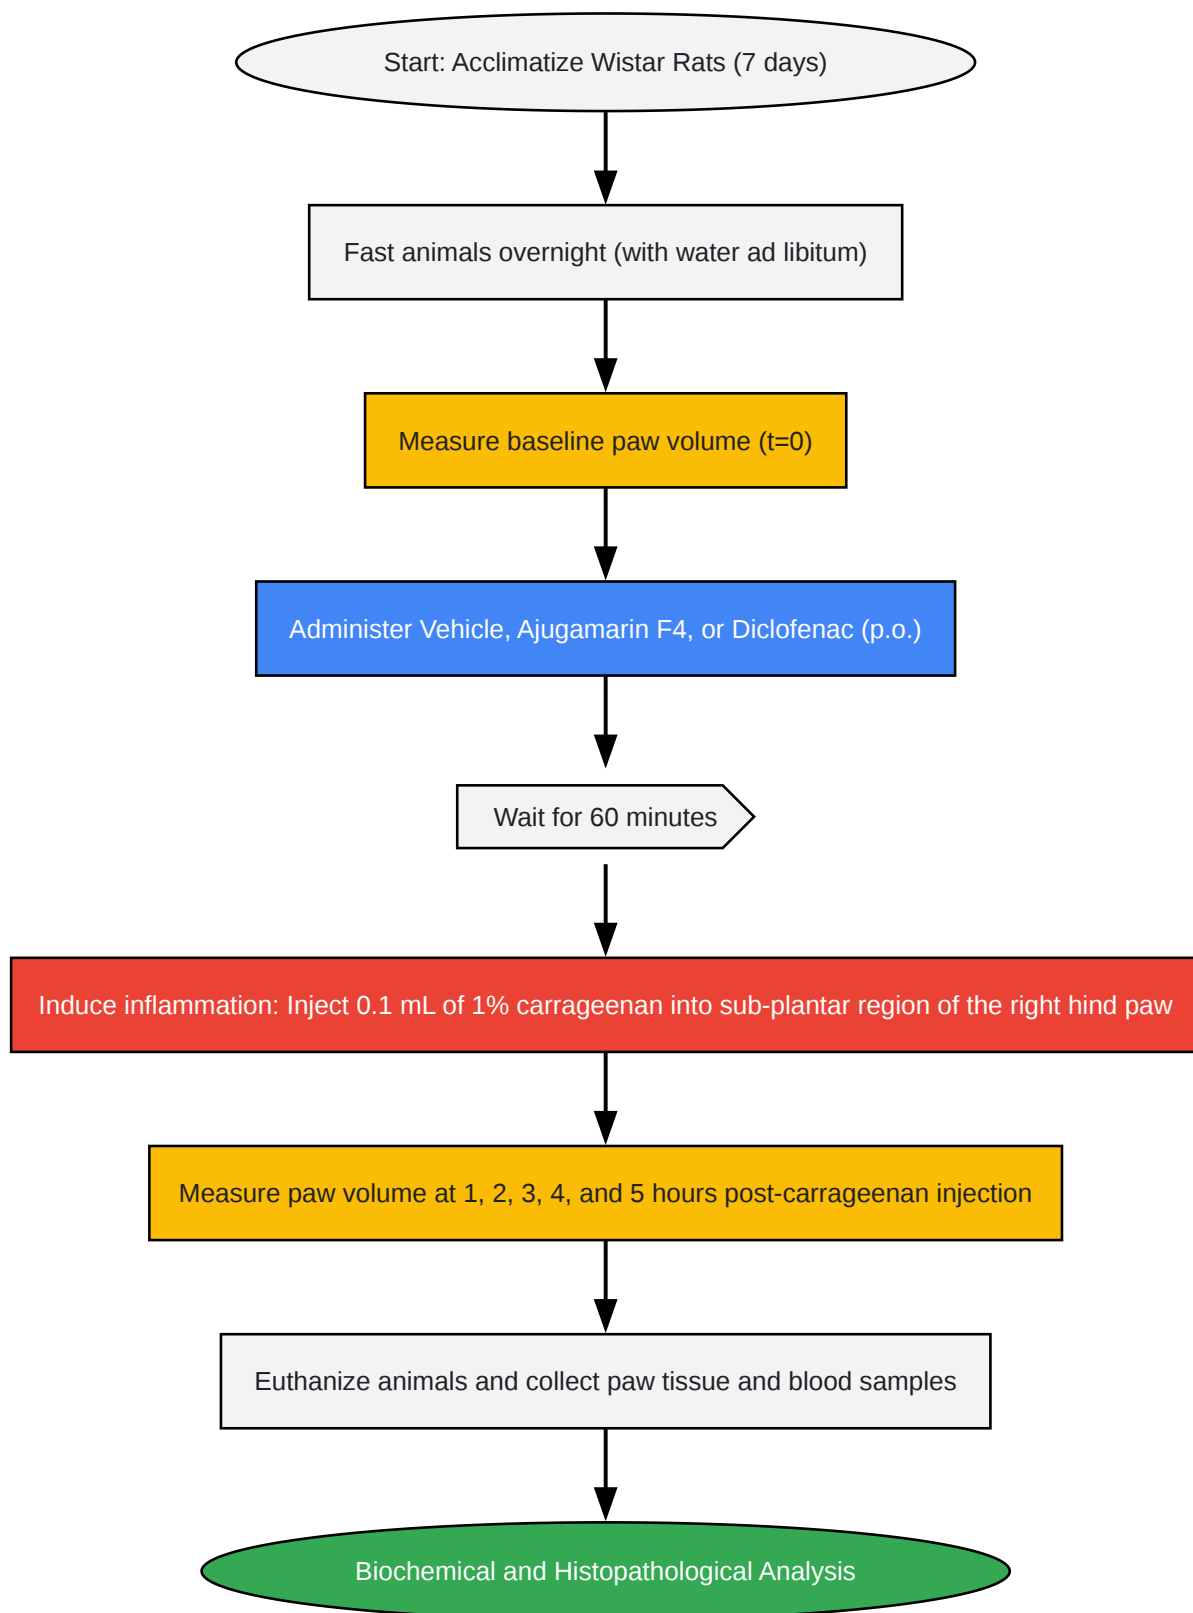 Start: Acclimatize Wistar Rats (7 days)
Fast animals overnight (with water ad libitum)
Measure baseline paw volume (t=0)
Administer Vehicle, Ajugamarin F4, or Diclofenac (p.o.)
Wait for 60 minutes
Induce inflammation: Inject 0.1 mL of 1% carrageenan into sub-plantar region of the right hind paw
Measure paw volume at 1, 2, 3, 4, and 5 hours post-carrageenan injection
Euthanize animals and collect paw tissue and blood samples
Biochemical and Histopathological Analysis